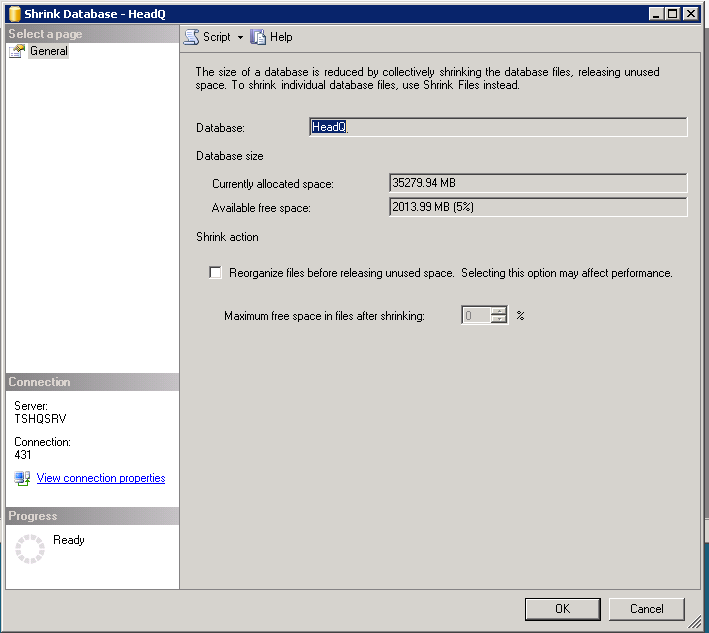 Shrink Database - HeadQ
Select a page
General
Script
Help
The size of a database is reduced by collectively shrinking the database files, releasing unused
space. To shrink individual database files, use Shrink Files instead.
Database:
HeadQ
Database size
Currently allocated space:
35279.94 MB
Available free space:
2013.99 MB (5%)
Shrink action
Reorganize files before releasing unused space.  Selecting this option may affect performance.
Maximum free space in files after shrinking:
0
%
Connection
Server:
TSHQSRV
Connection:
431
View connection properties
Progress
Ready
OK
Cancel